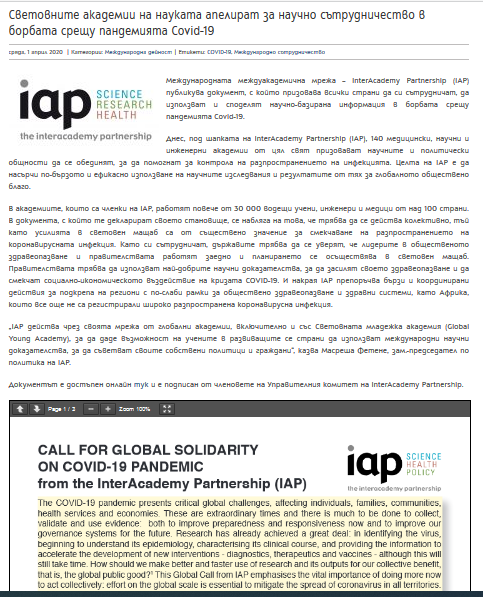 Световните академии на науката апелират за научно сътрудничество в
борбата срещу пандемията Covid-19
сряда, 1 април 2020 | Категории: Международна дейност | Етикети: COVID-19, Международно сътрудничество
iap SCIENCE
RESEARCH
HEALTH
the interacademy partnership
Международната междуакадемична мрежа – InterAcademy Partnership (IAP)
публикува документ, с който призовава всички страни да си сътрудничат, да
използват и споделят научно-базирана информация в борбата срещу
пандемията Covid-19.
Днес, под шапката на InterAcademy Partnership (IAP), 140 медицински, научни и
инженерни академии от цял свят призовават научните и политически
общности да се обединят, за да помогнат за контрола на разпространението на инфекцията. Целта на IAP е да
насърчи по-бързото и ефикасно използване на научните изследвания и резултатите от тях за глобалното обществено
благо.
В академиите, които са членки на IAP, работят повече от 30 000 водещи учени, инженери и медици от над 100 страни.
В документа, с който те декларират своето становище, се набляга на това, че трябва да се действа колективно, тъй
като усилията в световен мащаб са от съществено значение за смекчаване на разпространението на
коронавирусната инфекция. Като си сътрудничат, държавите трябва да се уверят, че лидерите в общественото
здравеопазване и правителствата работят заедно и планирането се осъществява в световен мащаб.
Правителствата трябва да използват най-добрите научни доказателства, за да засилят своето здравеопазване и да
смекчат социално-икономическото въздействие на кризата COVID-19. И накрая IAP препоръчва бързи и координирани
действия за подкрепа на региони с по-слаби рамки за обществено здравеопазване и здравни системи, като Африка,
които все още не са регистрирали широко разпространена коронавирусна инфекция.
„IAP действа чрез своята мрежа от глобални академии, включително и със Световната младежка академия (Global
Young Academy), за да даде възможност на учените в развиващите се страни да използват международни научни
доказателства, за да съветват своите собствени политици и граждани", казва Масреша Фетене, зам.-председател по
политика на IAP.
Документът е достъпен онлайн тук и е подписан от членовете на Управителния комитет на InterAcademy Partnership.
Page 1 / 3 Zoom 100%
CALL FOR GLOBAL SOLIDARITY
ON COVID-19 PANDEMIC
from the InterAcademy Partnership (IAP)
iap SCIENCE
HEALTH
POLICY
the interacademy partnership
The COVID-19 pandemic presents critical global challenges, affecting individuals, families, communities,
health services and economies. These are extraordinary times and there is much to be done to collect,
validate and use evidence: both to improve preparedness and responsiveness now and to improve our
governance systems for the future. Research has already achieved a great deal: in identifying the virus,
beginning to understand its epidemiology, characterising its clinical course, and providing the information to
accelerate the development of new interventions - diagnostics, therapeutics and vaccines - although this will
still take time. How should we make better and faster use of research and its outputs for our collective benefit,
that is, the global public good?¹ This Global Call from IAP emphasises the vital importance of doing more now
to act collectively: effort on the global scale is essential to mitigate the spread of coronavirus in all territories.